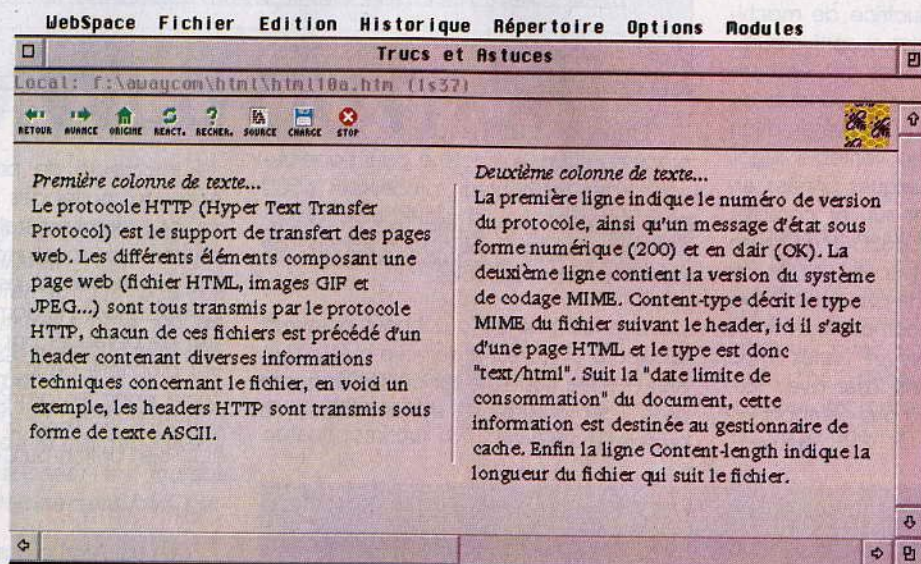 WebSpace Fichier Edition Historique Répertoire Options Modules
Trucs et Astuces
Local: f:\awaycom\html\html10a.htm (1s37)
RETOUR AVANCE ORIGINE REACT. RECHER. SOURCE CHARGE STOP
Première colonne de texte...
Le protocole HTTP (Hyper Text Transfer
Protocol) est le support de transfert des pages
web. Les différents éléments composant une
page web (fichier HTML, images GIF et
JPEG...) sont tous transmis par le protocole
HTTP, chacun de ces fichiers est précédé d'un
header contenant diverses informations
techniques concernant le fichier, en voici un
exemple, les headers HTTP sont transmis sous
forme de texte ASCII.
Deuxième colonne de texte...
La première ligne indique le numéro de version
du protocole, ainsi qu'un message d'état sous
forme numérique (200) et en clair (OK). La
deuxième ligne contient la version du système
de codage MIME. Content-type décrit le type
MIME du fichier suivant le header, ici il s'agit
d'une page HTML et le type est donc
"text/html". Suit la "date limite de
consommation" du document, cette
information est destinée au gestionnaire de
cache. Enfin la ligne Content-length indique la
longueur du fichier qui suit le fichier.